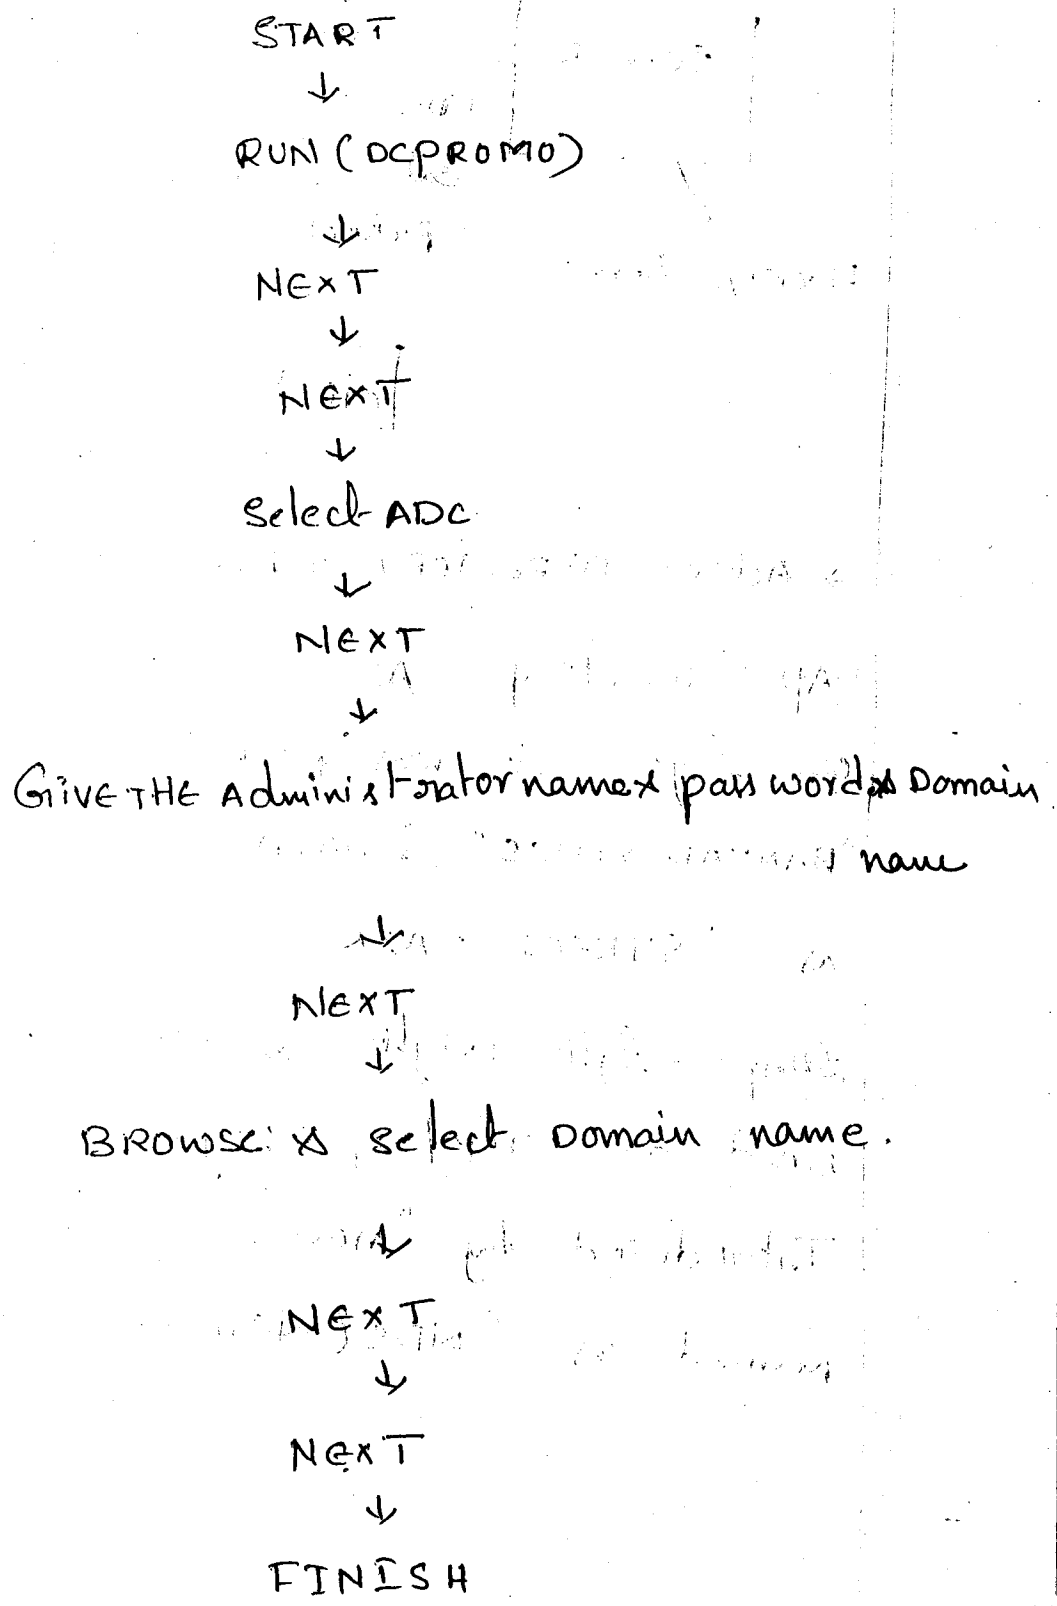 START
↓
RUN (DCPROMO)
↓
NEXT
↓
NEXT
↓
Select ADC
↓
NEXT
↓
GiVE THE Administrator name & password & Domain
name
↓
NEXT
↓
BROWSE & select Domain name.
↓
NEXT
↓
NEXT
↓
FINISH